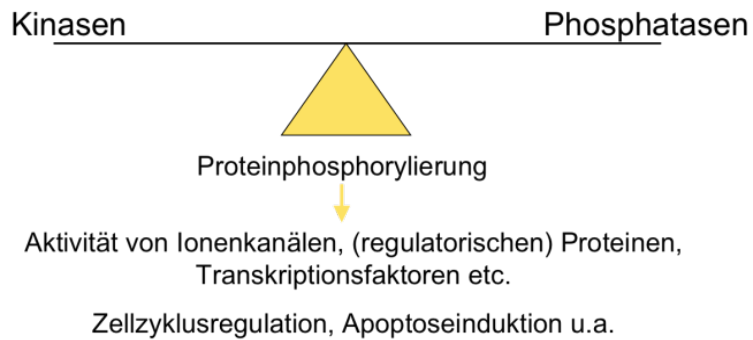 Kinasen
Phosphatasen
Proteinphosphorylierung
Aktivität von Ionenkanälen, (regulatorischen) Proteinen,
Transkriptionsfaktoren etc.
Zellzyklusregulation, Apoptoseinduktion u.a.